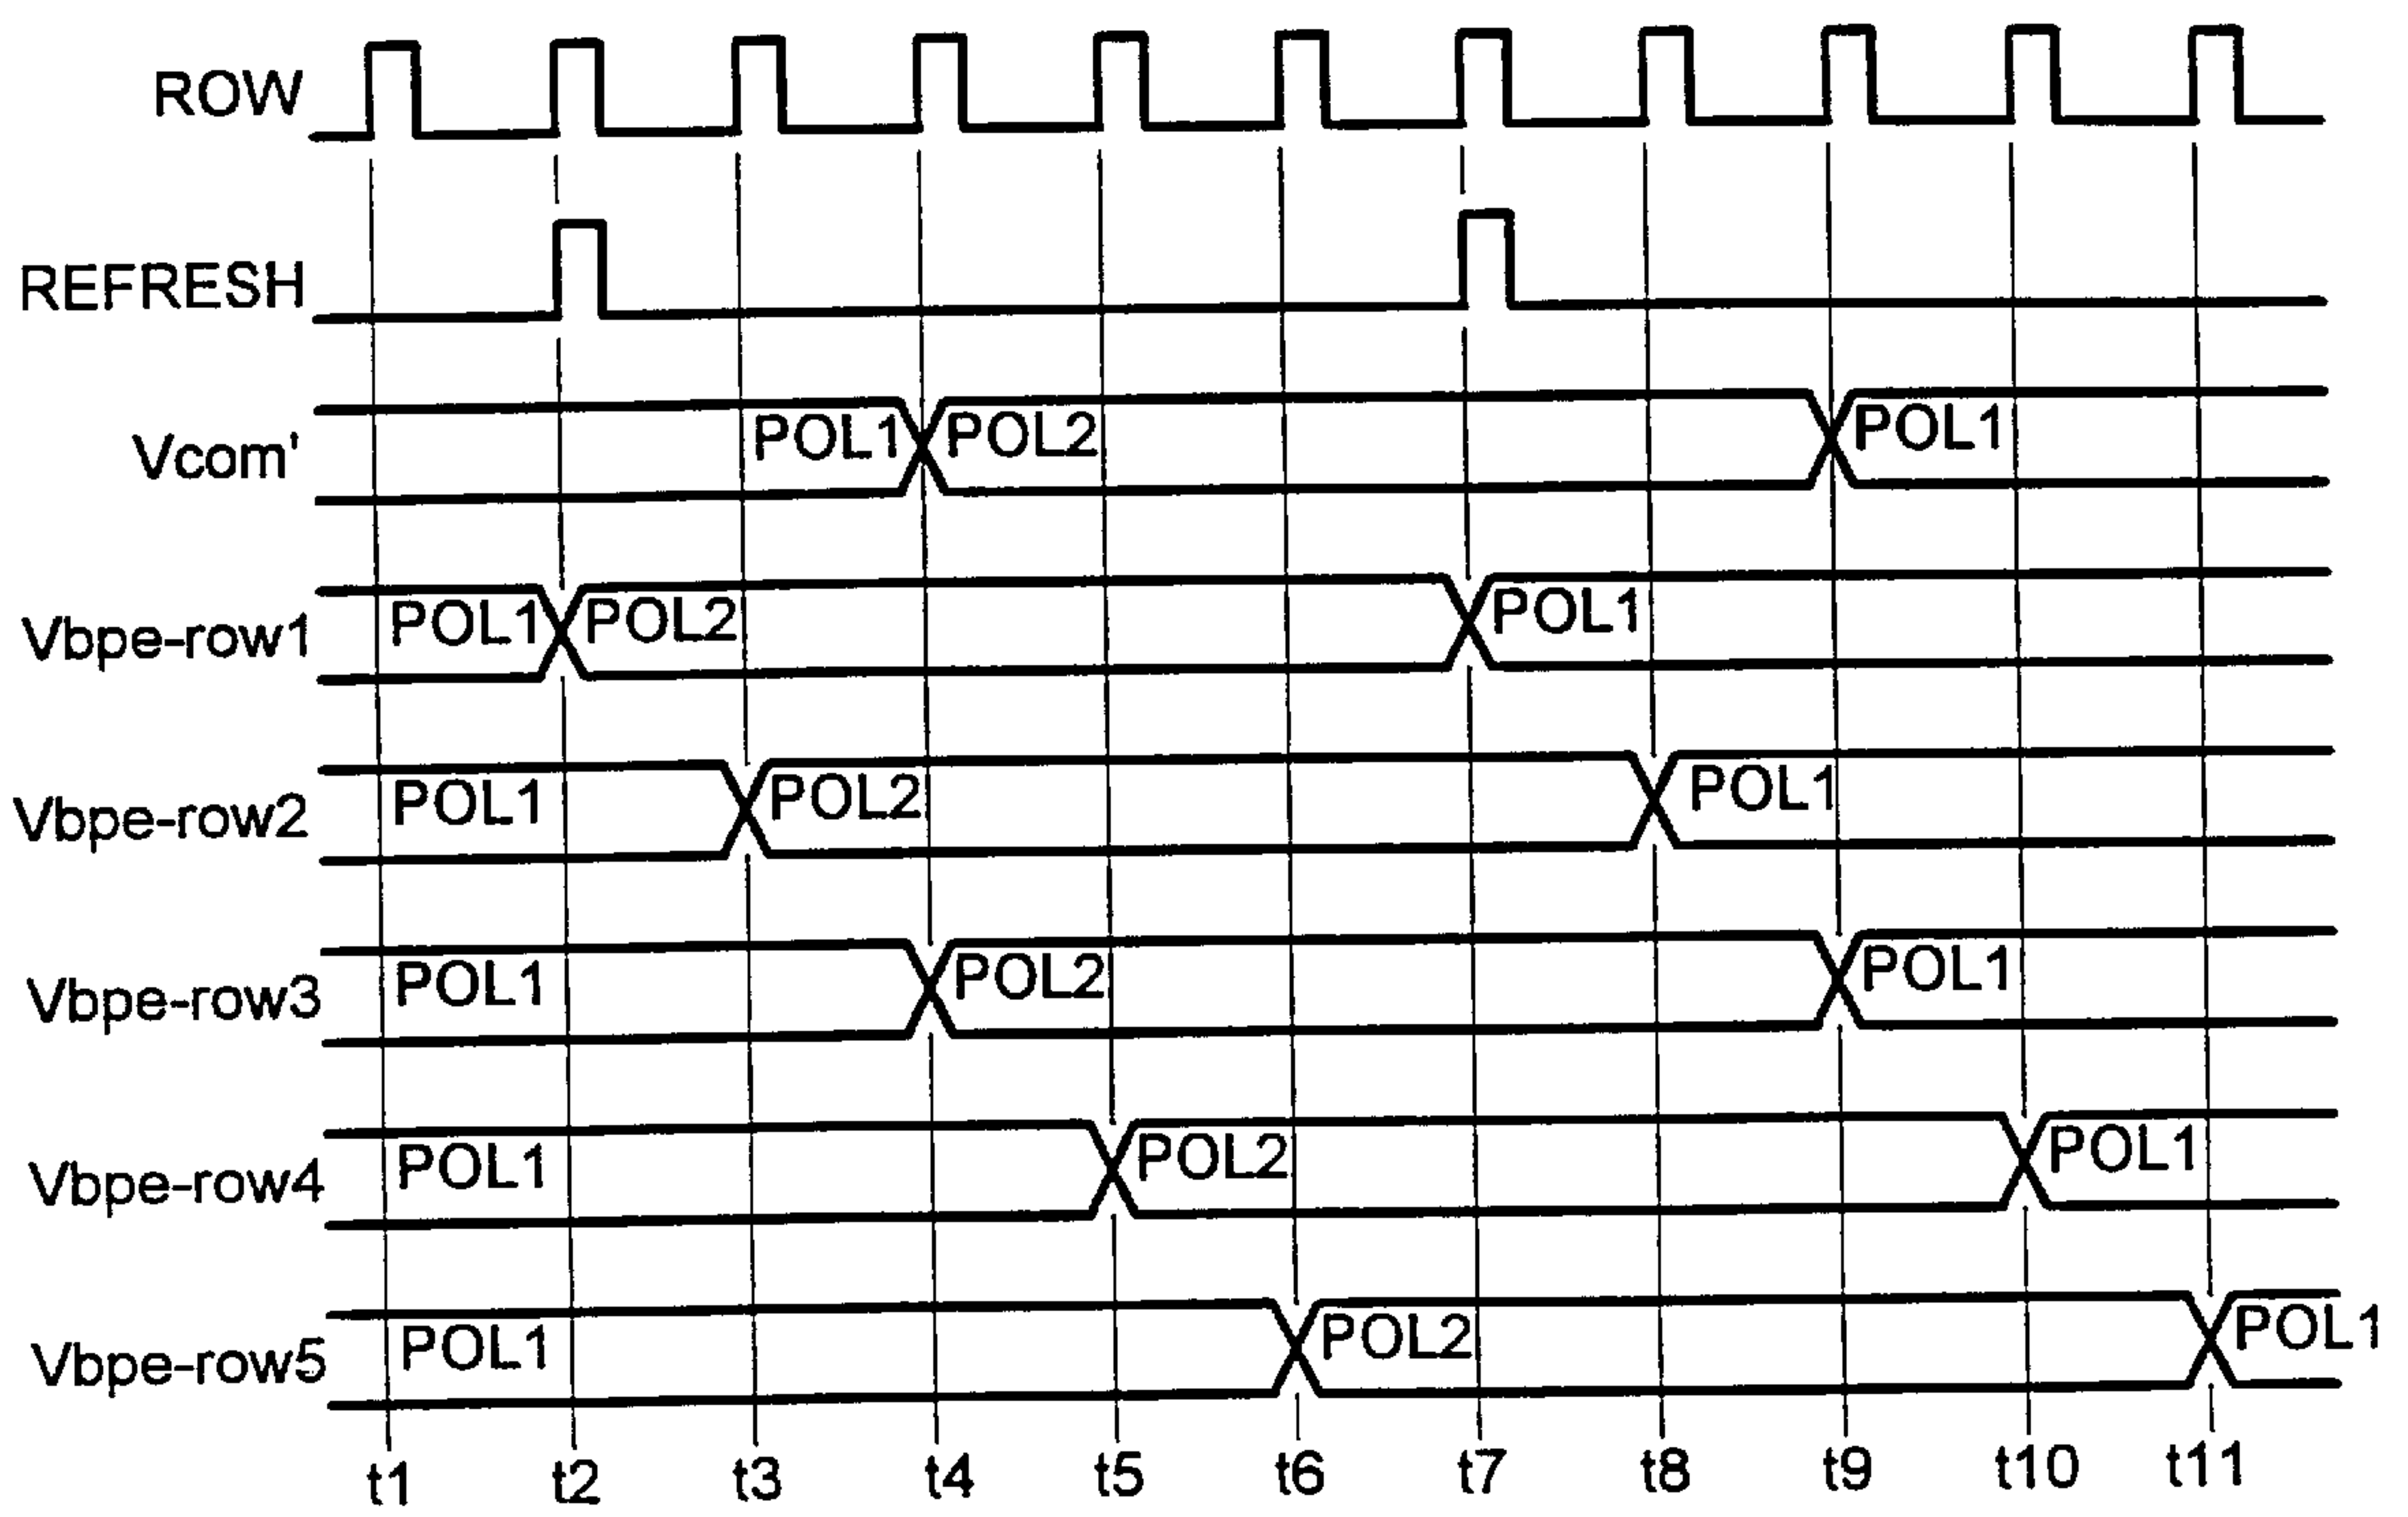 ROW
REFRESH
Vcom' POL1 POL2 POL1
Vbpe-row1 POL1 POL2 POL1
Vbpe-row2 POL1 POL2 POL1
Vbpe-row3 POL1 POL2 POL1
Vbpe-row4 POL1 POL2 POL1
Vbpe-row5 POL1 POL2 POL1
t1 t2 t3 t4 t5 t6 t7 t8 t9 t10 t11